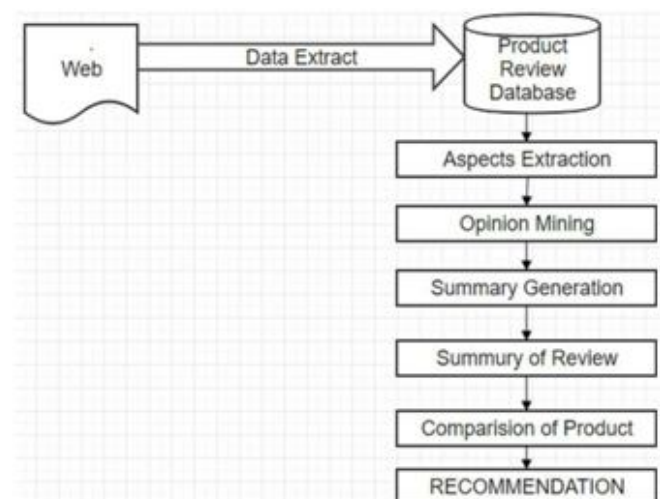 Web
Data Extract
Product
Review
Database
Aspects Extraction
Opinion Mining
Summary Generation
Summury of Review
Comparision of Product
RECOMMENDATION